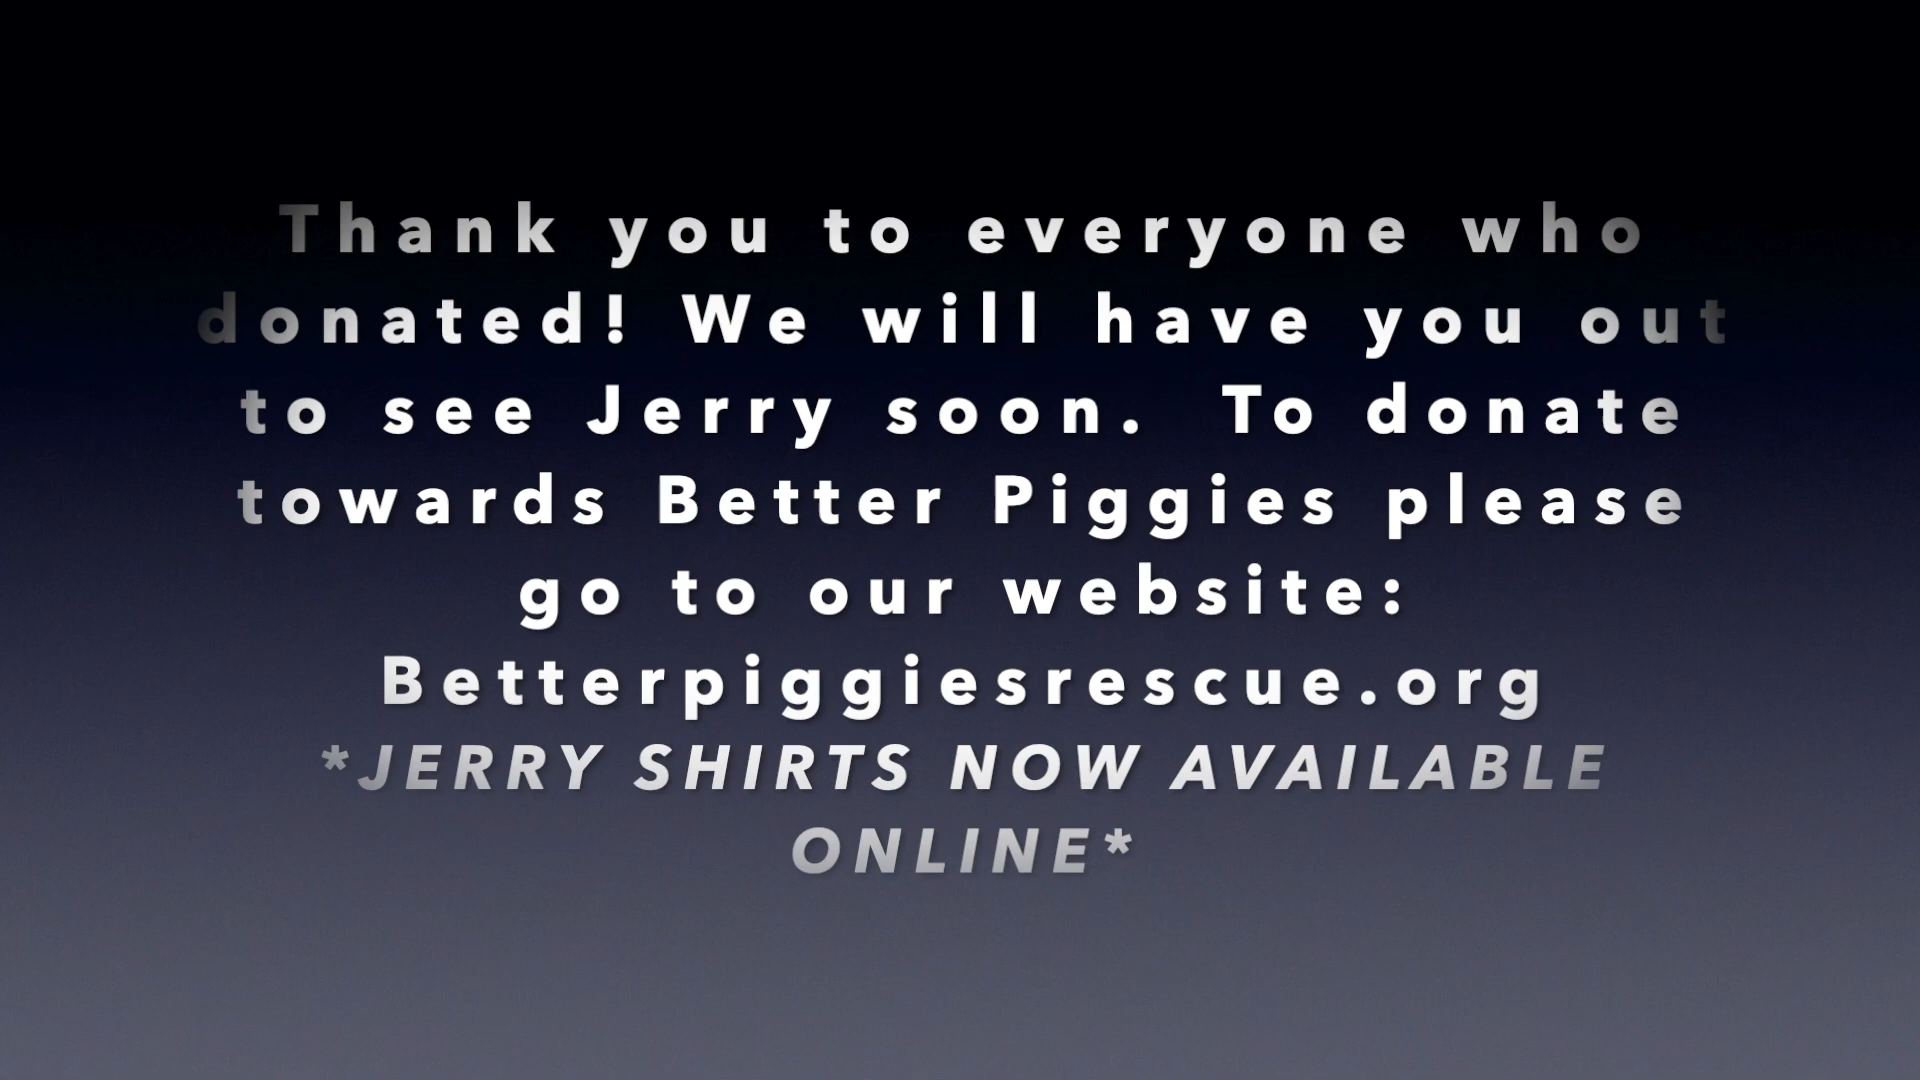 Thank you to everyone who
donated! We will have you out
to see Jerry soon. To donate
towards Better Piggies please
go to our website:
Betterpiggiesrescue.org
*JERRY SHIRTS NOW AVAILABLE
ONLINE*